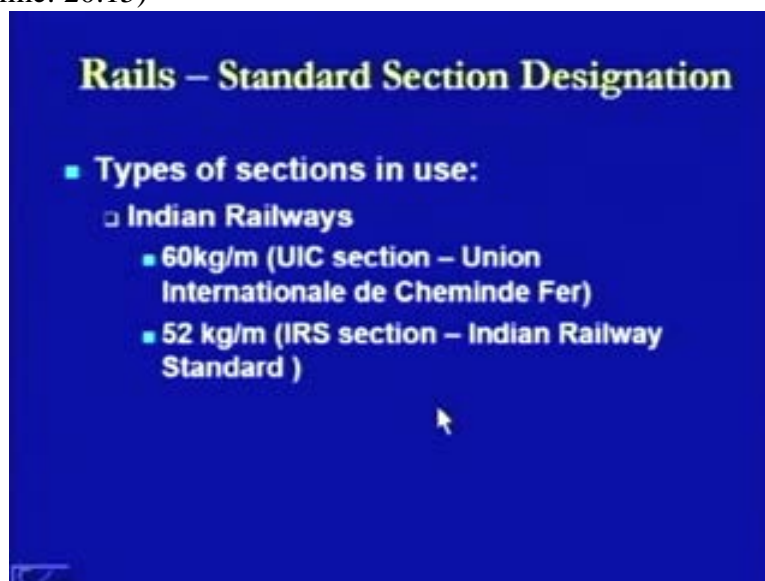 Rails – Standard Section Designation
Types of sections in use:
Indian Railways
60kg/m (UIC section – Union
Internationale de Cheminde Fer)
52 kg/m (IRS section – Indian Railway
Standard )